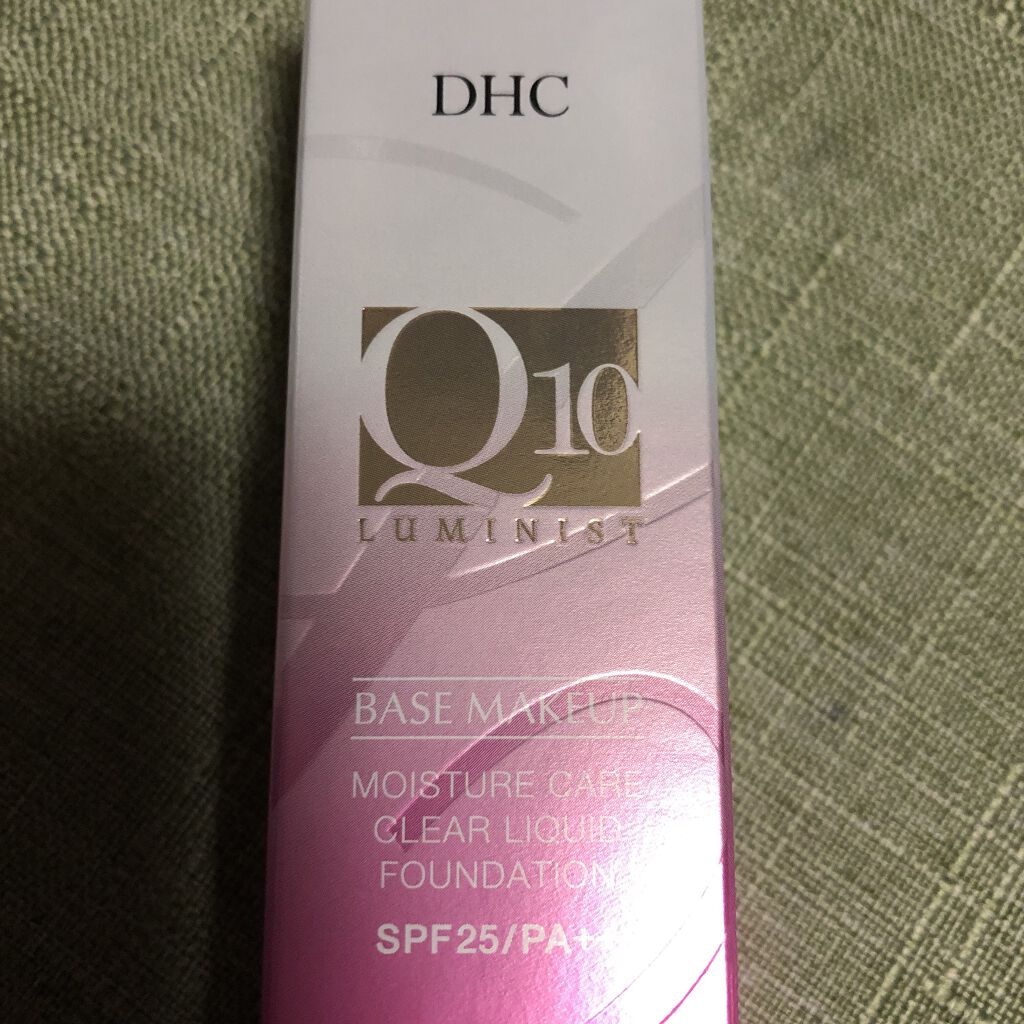 DHC
Q10
LUMINIST
BASE MAKEUP
MOISTURE CARE
CLEAR LIQUID
FOUNDATION
SPF25/PA++